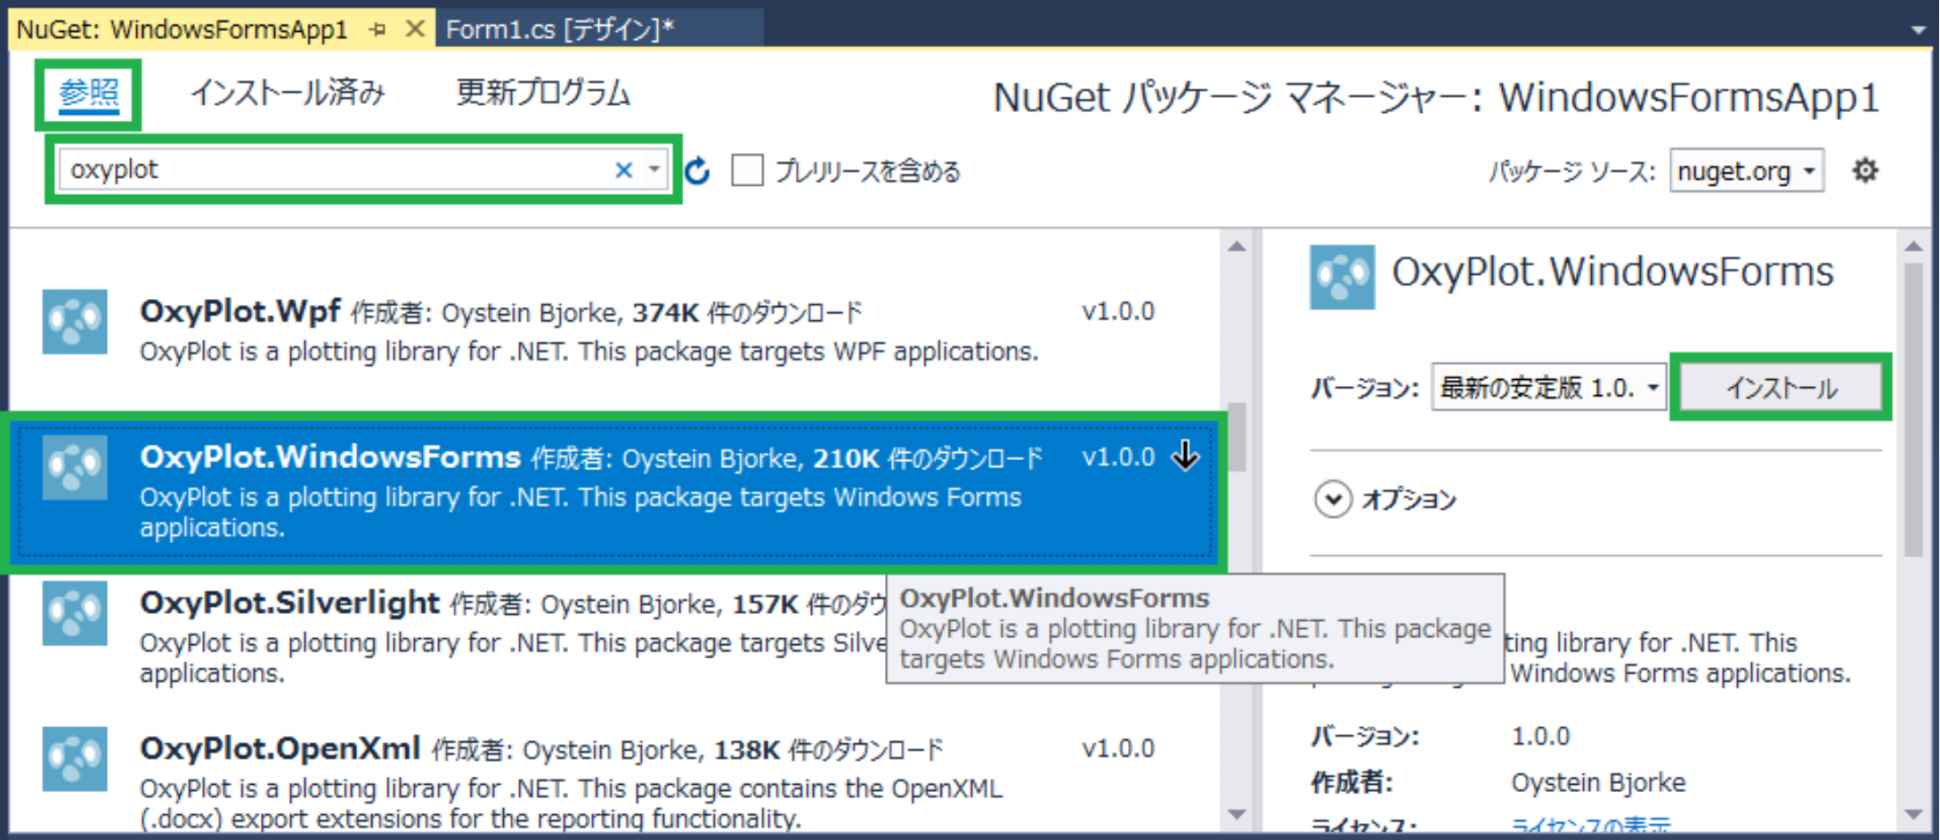 NuGet: WindowsFormsApp1
Form1.cs [デザイン]*
参照
インストール済み
更新プログラム
NuGet パッケージ マネージャー: WindowsFormsApp1
oxyplot
プレリリースを含める
パッケージ ソース: nuget.org
OxyPlot.Wpf 作成者: Oystein Bjorke, 374K 件のダウンロード v1.0.0
OxyPlot is a plotting library for .NET. This package targets WPF applications.
OxyPlot.WindowsForms 作成者: Oystein Bjorke, 210K 件のダウンロード v1.0.0
OxyPlot is a plotting library for .NET. This package targets Windows Forms
applications.
OxyPlot.Silverlight 作成者: Oystein Bjorke, 157K 件のダウ
OxyPlot is a plotting library for .NET. This package targets Silve
applications.
OxyPlot.WindowsForms
OxyPlot is a plotting library for .NET. This package
targets Windows Forms applications.
OxyPlot.OpenXml 作成者: Oystein Bjorke, 138K 件のダウンロード v1.0.0
OxyPlot is a plotting library for .NET. This package contains the OpenXML
(.docx) export extensions for the reporting functionality.
OxyPlot.WindowsForms
バージョン: 最新の安定版 1.0.
インストール
オプション
ting library for .NET. This
Windows Forms applications.
バージョン: 1.0.0
作成者: Oystein Bjorke
ライセンス: ライセンスの表示